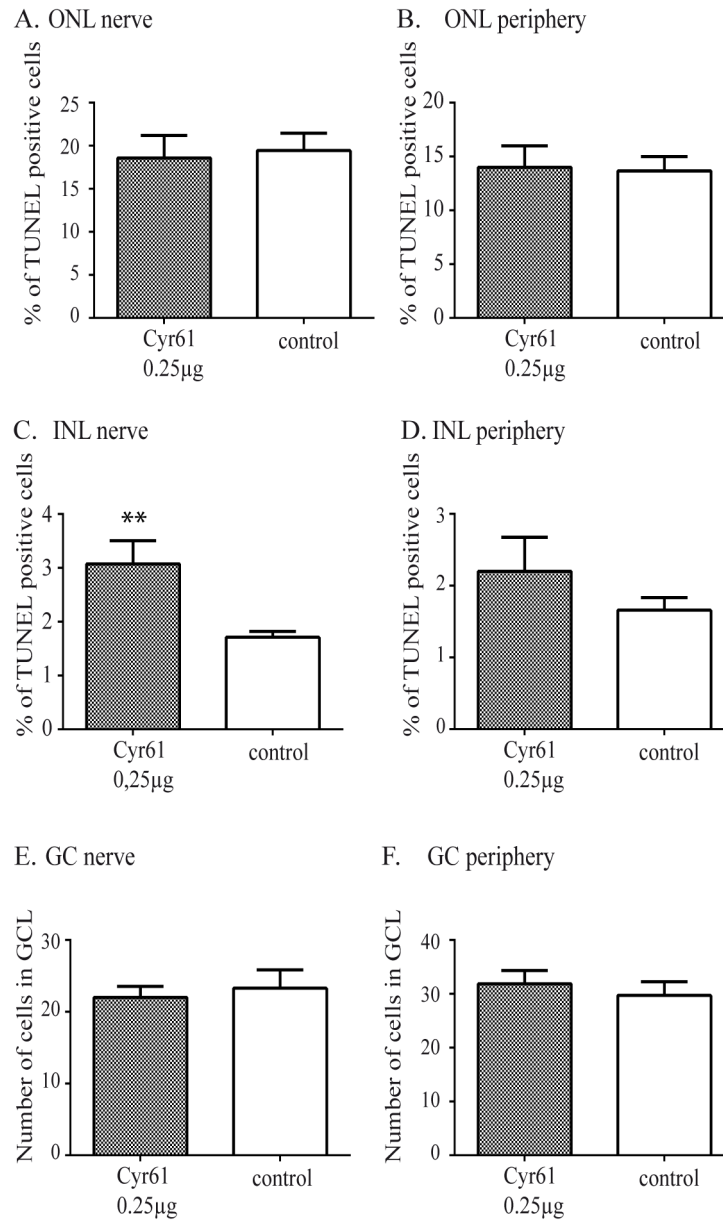 A. ONL nerve
% of TUNEL positive cells
25
20
15
10
5
0
Cyr61
0.25µg
control
B. ONL periphery
% of TUNEL positive cells
20
15
10
5
0
Cyr61
0.25µg
control
C. INL nerve
% of TUNEL positive cells
4
3
2
1
0
**
Cyr61
0,25µg
control
D. INL periphery
% of TUNEL positive cells
3
2
1
0
Cyr61
0.25µg
control
E. GC nerve
Number of cells in GCL
30
20
10
0
Cyr61
0.25µg
control
F. GC periphery
Number of cells in GCL
40
30
20
10
0
Cyr61
0.25µg
control